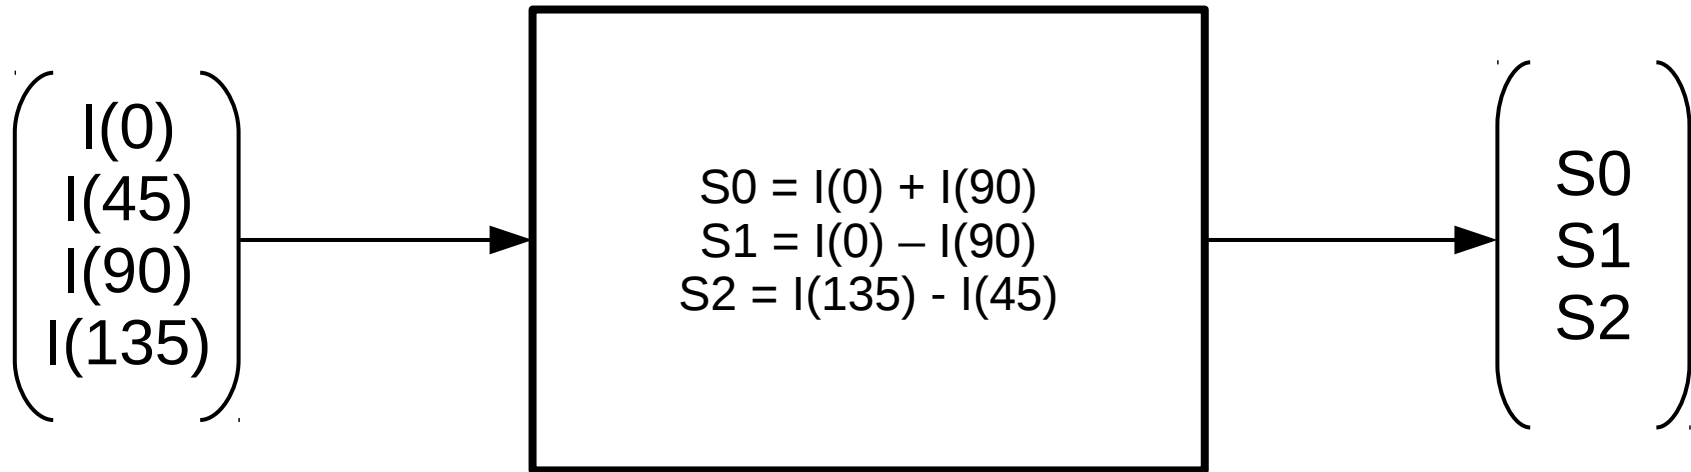 I(0)
I(45)
I(90)
I(135)
S0 = I(0) + I(90)
S1 = I(0) – I(90)
S2 = I(135) - I(45)
S0
S1
S2